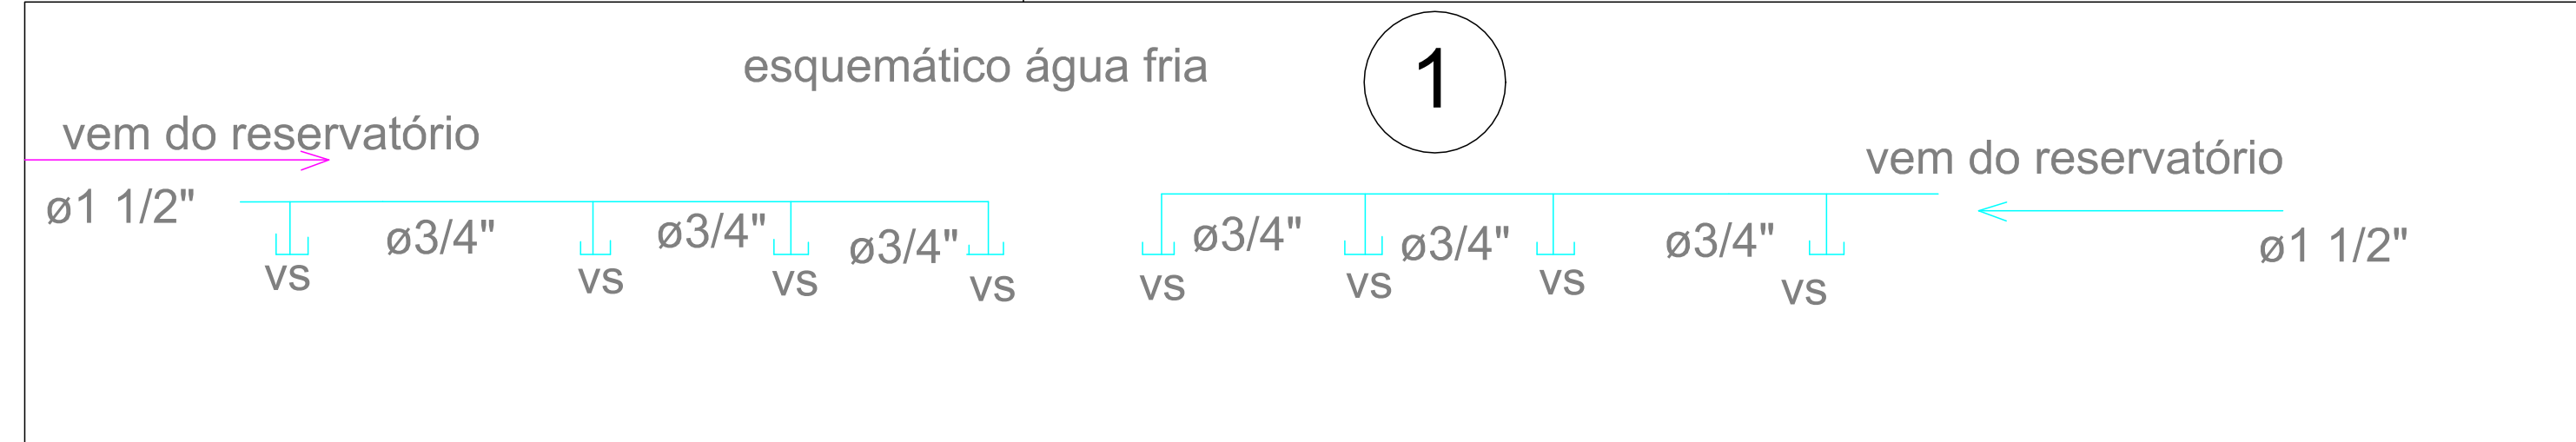 esquemático água fria
1
vem do reservatório
ø1 1/2"
ø3/4"
ø3/4"
ø3/4"
vs
vs
vs
vs
ø3/4"
ø3/4"
ø3/4"
vs
vs
vs
vs
vem do reservatório
ø1 1/2"